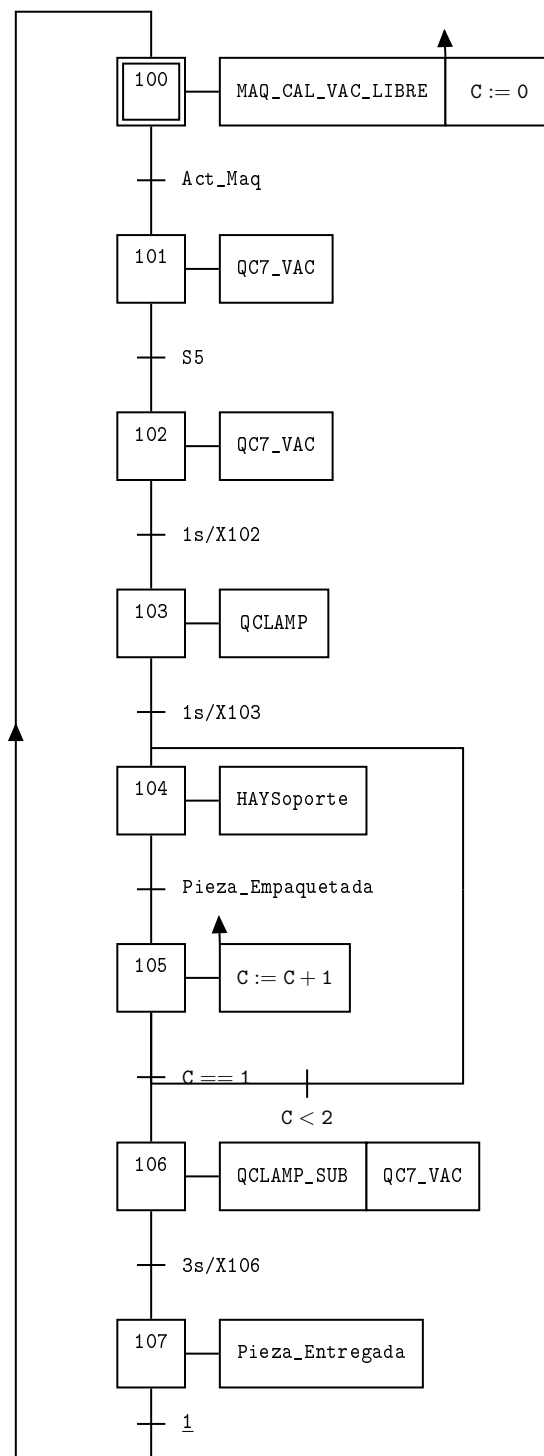 100 MAQ_CAL_VAC_LIBRE C := 0
Act_Maq
101 QC7_VAC
S5
102 QC7_VAC
1s/X102
103 QCLAMP
1s/X103
104 HAYSoporte
Pieza_Empaquetada
105 C := C + 1
C == 1
C < 2
106 QCLAMP_SUB QC7_VAC
3s/X106
107 Pieza_Entregada
1